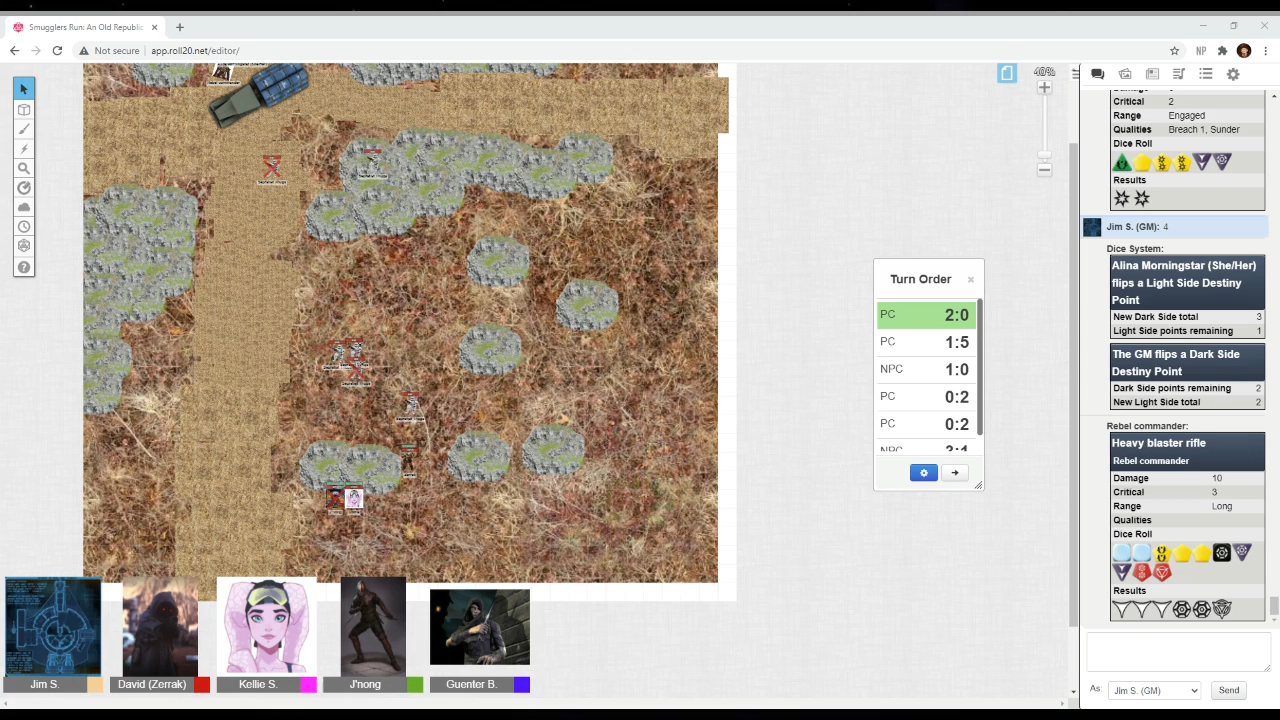 Smugglers Run: An Old Republic
Not secure
app.roll20.net/editor/
NP
40%
Turn Order
PC 2:0
PC 1:5
NPC 1:0
PC 0:2
PC 0:2
Critical 2
Range Engaged
Qualities Breach 1, Sunder
Dice Roll
Results
Jim S. (GM): 4
Dice System:
Alina Morningstar (She/Her)
flips a Light Side Destiny
Point
New Dark Side total 3
Light Side points remaining 1
The GM flips a Dark Side
Destiny Point
Dark Side points remaining 2
New Light Side total 2
Rebel commander:
Heavy blaster rifle
Rebel commander
Damage 10
Critical 3
Range Long
Qualities
Dice Roll
Results
As: Jim S. (GM) Send
Jim S.
David (Zerrak)
Kellie S.
J'nong
Guenter B.